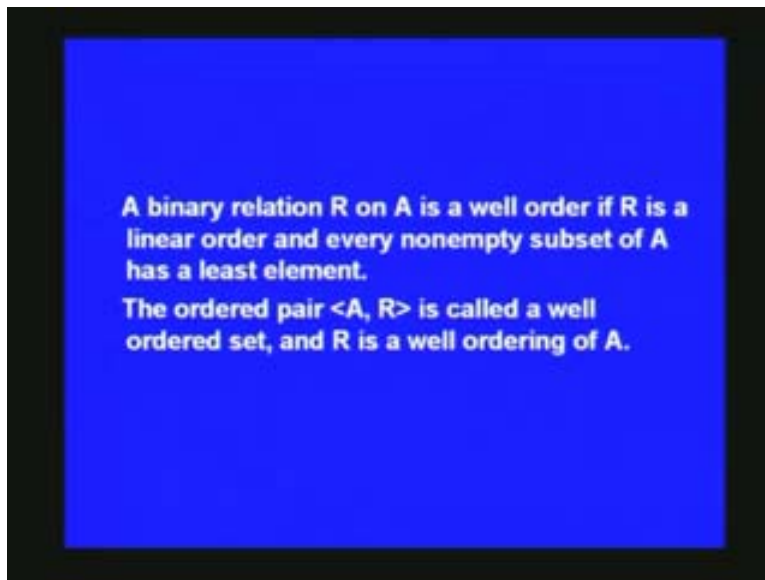 A binary relation R on A is a well order if R is a
linear order and every nonempty subset of A
has a least element.
The ordered pair <A, R> is called a well
ordered set, and R is a well ordering of A.